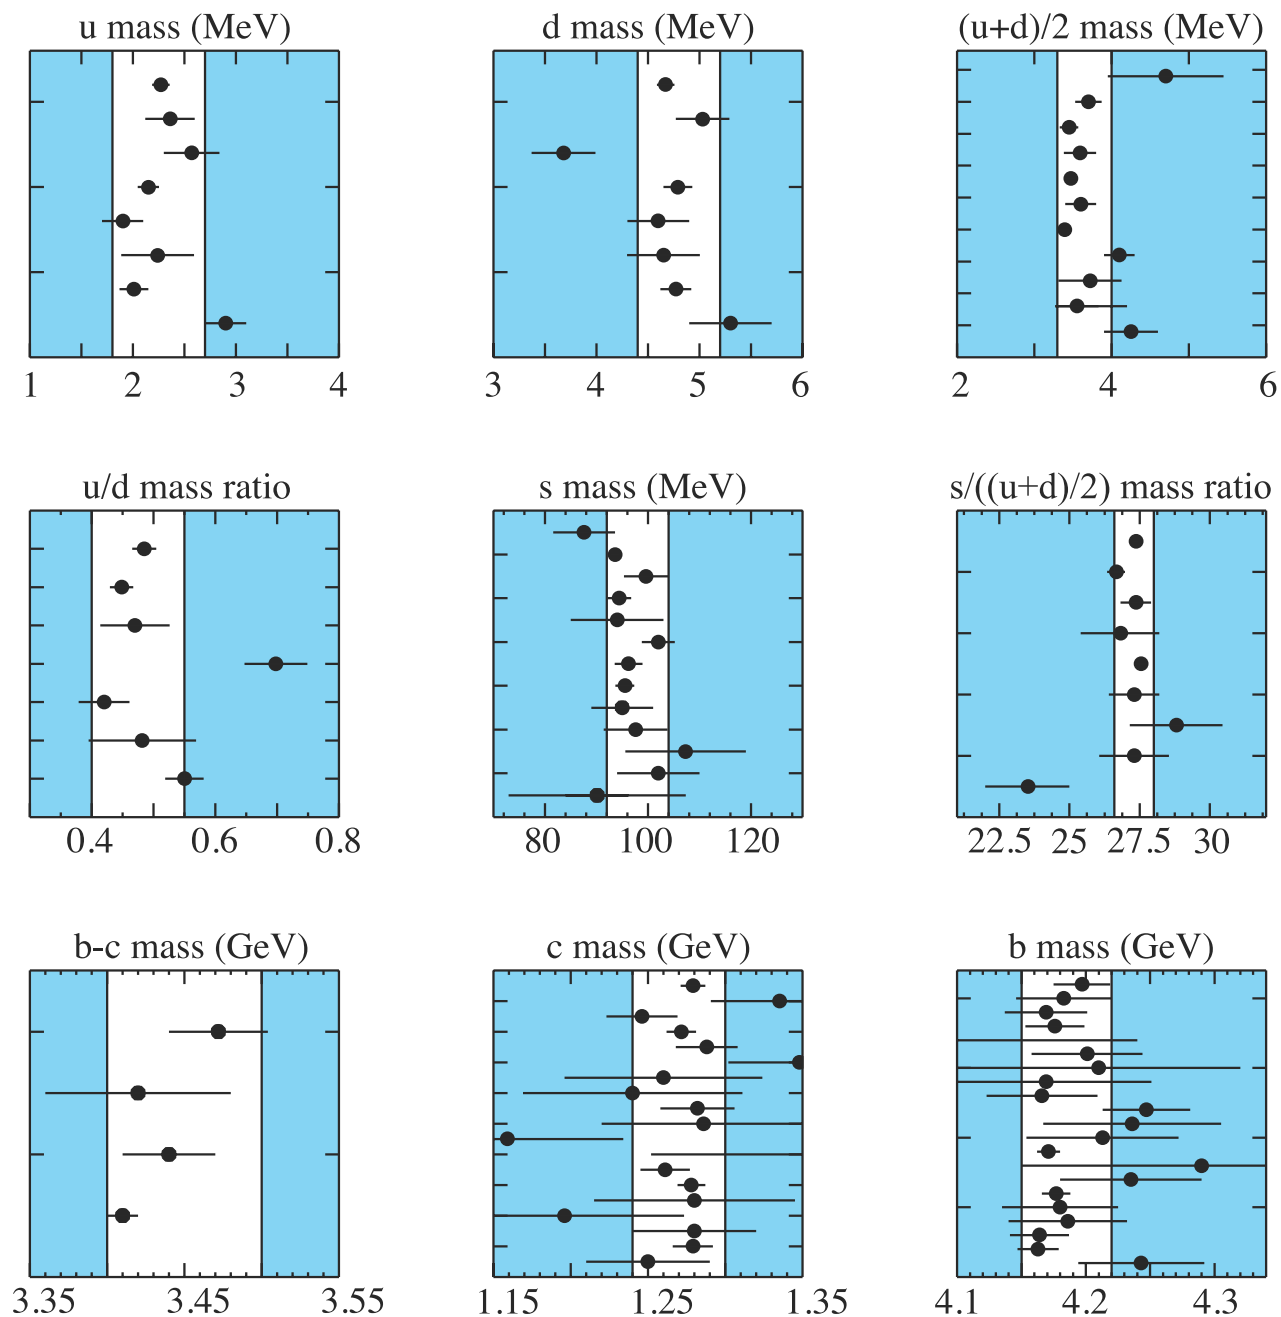 u mass (MeV) d mass (MeV) (u+d)/2 mass (MeV)
1 2 3 4 3 4 5 6 2 4 6
u/d mass ratio s mass (MeV) s/((u+d)/2) mass ratio
0.4 0.6 0.8 80 100 120 22.5 25 27.5 30
b-c mass (GeV) c mass (GeV) b mass (GeV)
3.35 3.45 3.55 1.15 1.25 1.35 4.1 4.2 4.3